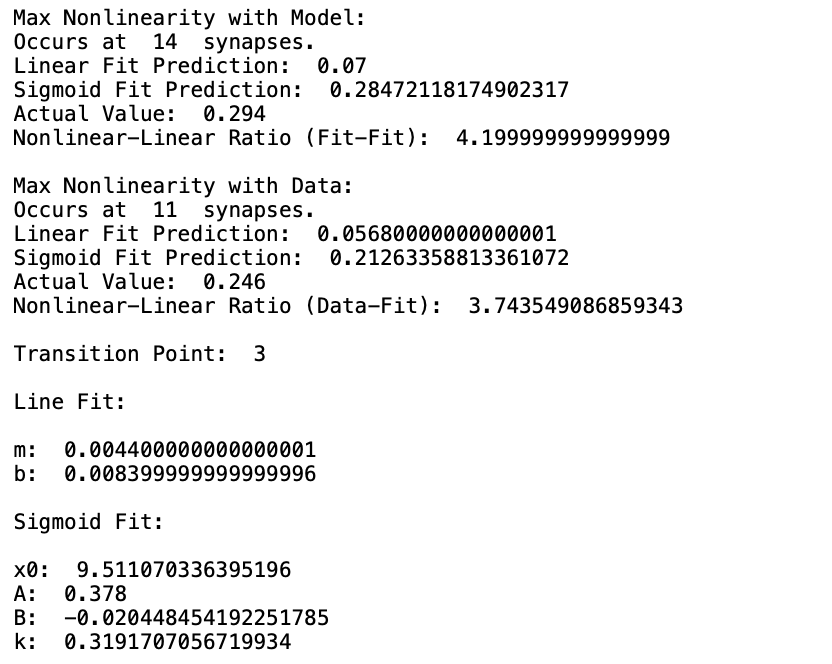 Max Nonlinearity with Model:
Occurs at  14  synapses.
Linear Fit Prediction:  0.07
Sigmoid Fit Prediction:  0.28472118174902317
Actual Value:  0.294
Nonlinear-Linear Ratio (Fit-Fit):  4.199999999999999
Max Nonlinearity with Data:
Occurs at  11  synapses.
Linear Fit Prediction:  0.05680000000000001
Sigmoid Fit Prediction:  0.21263358813361072
Actual Value:  0.246
Nonlinear-Linear Ratio (Data-Fit):  3.743549086859343
Transition Point:  3
Line Fit:
m:  0.004400000000000001
b:  0.008399999999999996
Sigmoid Fit:
x0:  9.511070336395196
A:  0.378
B:  -0.020448454192251785
k:  0.3191707056719934